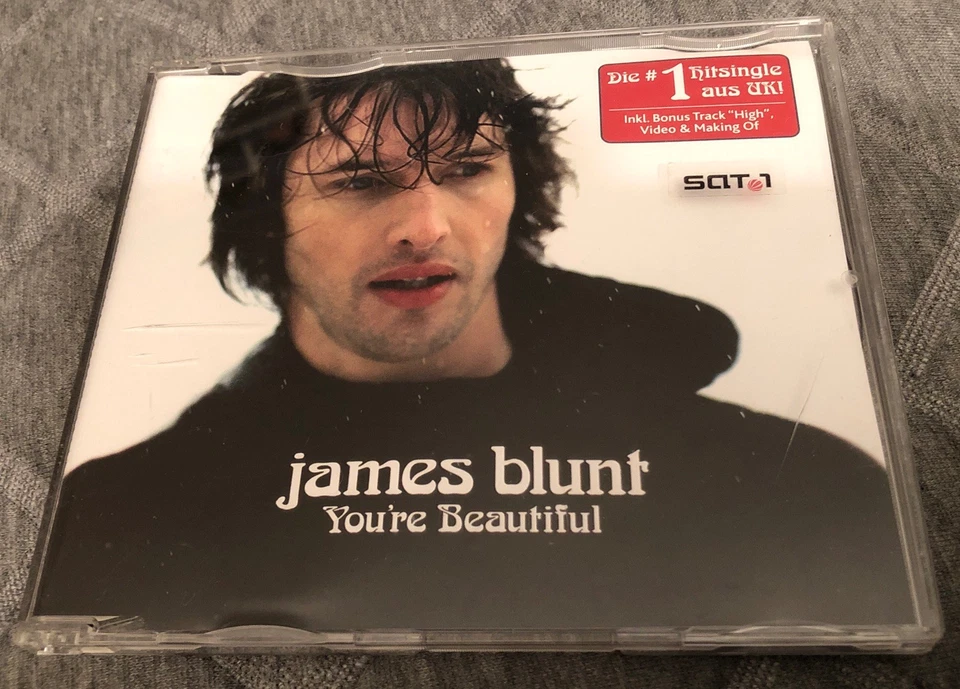 Die #1 Hitsingle
aus UK!
Inkl. Bonus Track "High",
Video & Making Of
SAT.1
james blunt
You're Beautiful